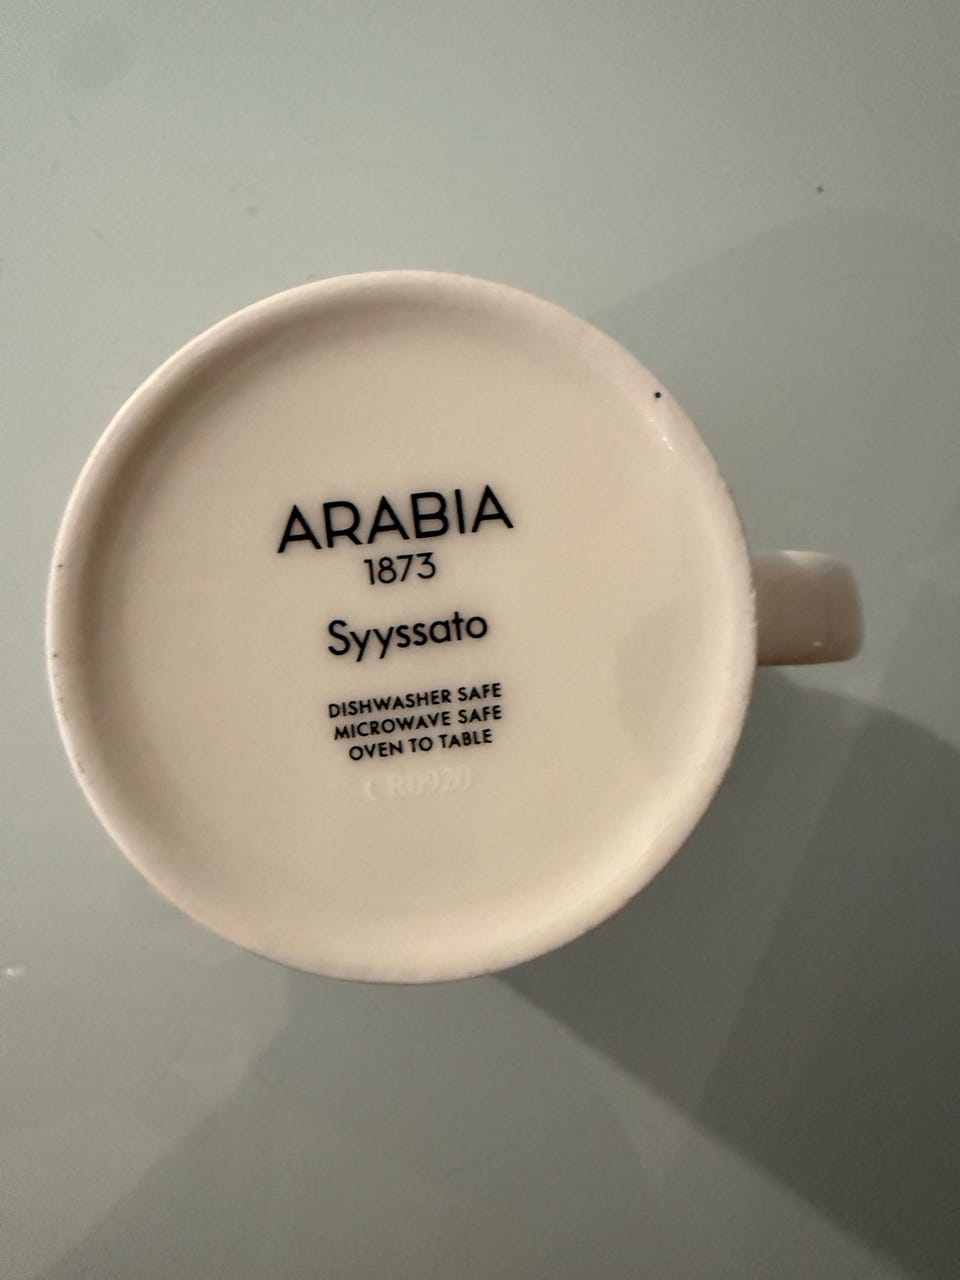 ARABIA
1873
Syyssato
DISHWASHER SAFE
MICROWAVE SAFE
OVEN TO TABLE